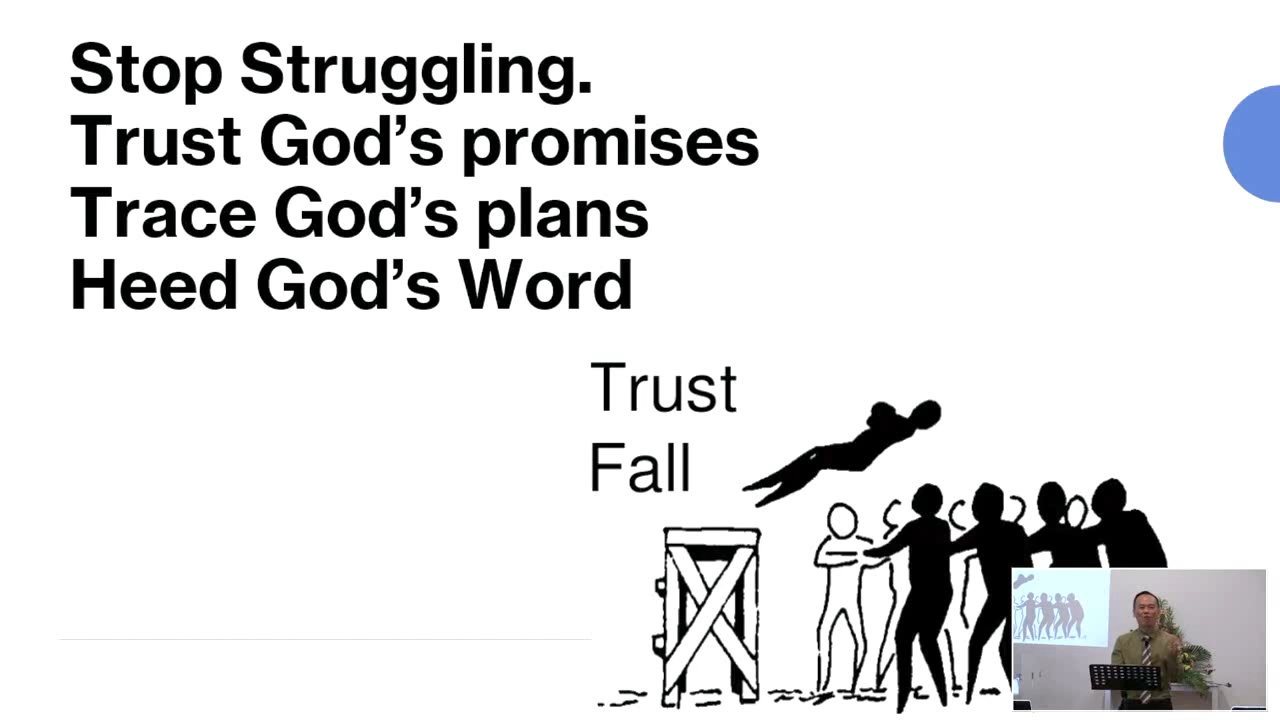 Stop Struggling.
Trust God’s promises
Trace God’s plans
Heed God’s Word
Trust
Fall